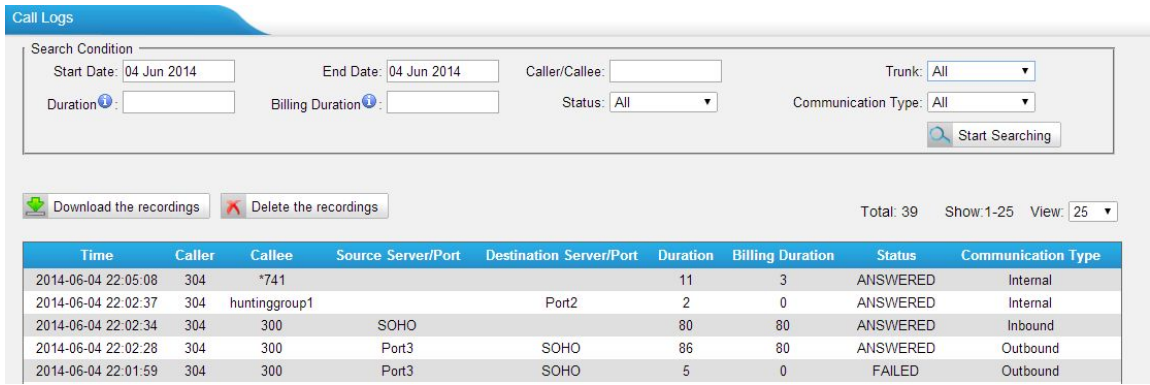 Call Logs
Search Condition
Start Date: 04 Jun 2014 End Date: 04 Jun 2014 Caller/Callee: Trunk: All
Duration : Billing Duration : Status: All Communication Type: All
Start Searching
Download the recordings Delete the recordings Total: 39 Show:1-25 View: 25
Time Caller Callee Source Server/Port Destination Server/Port Duration Billing Duration Status Communication Type
2014-06-04 22:05:08 304 *741 11 3 ANSWERED Internal
2014-06-04 22:02:37 304 huntinggroup1 Port2 2 0 ANSWERED Internal
2014-06-04 22:02:34 304 300 SOHO 80 80 ANSWERED Inbound
2014-06-04 22:02:28 304 300 Port3 SOHO 86 80 ANSWERED Outbound
2014-06-04 22:01:59 304 300 Port3 SOHO 5 0 FAILED Outbound